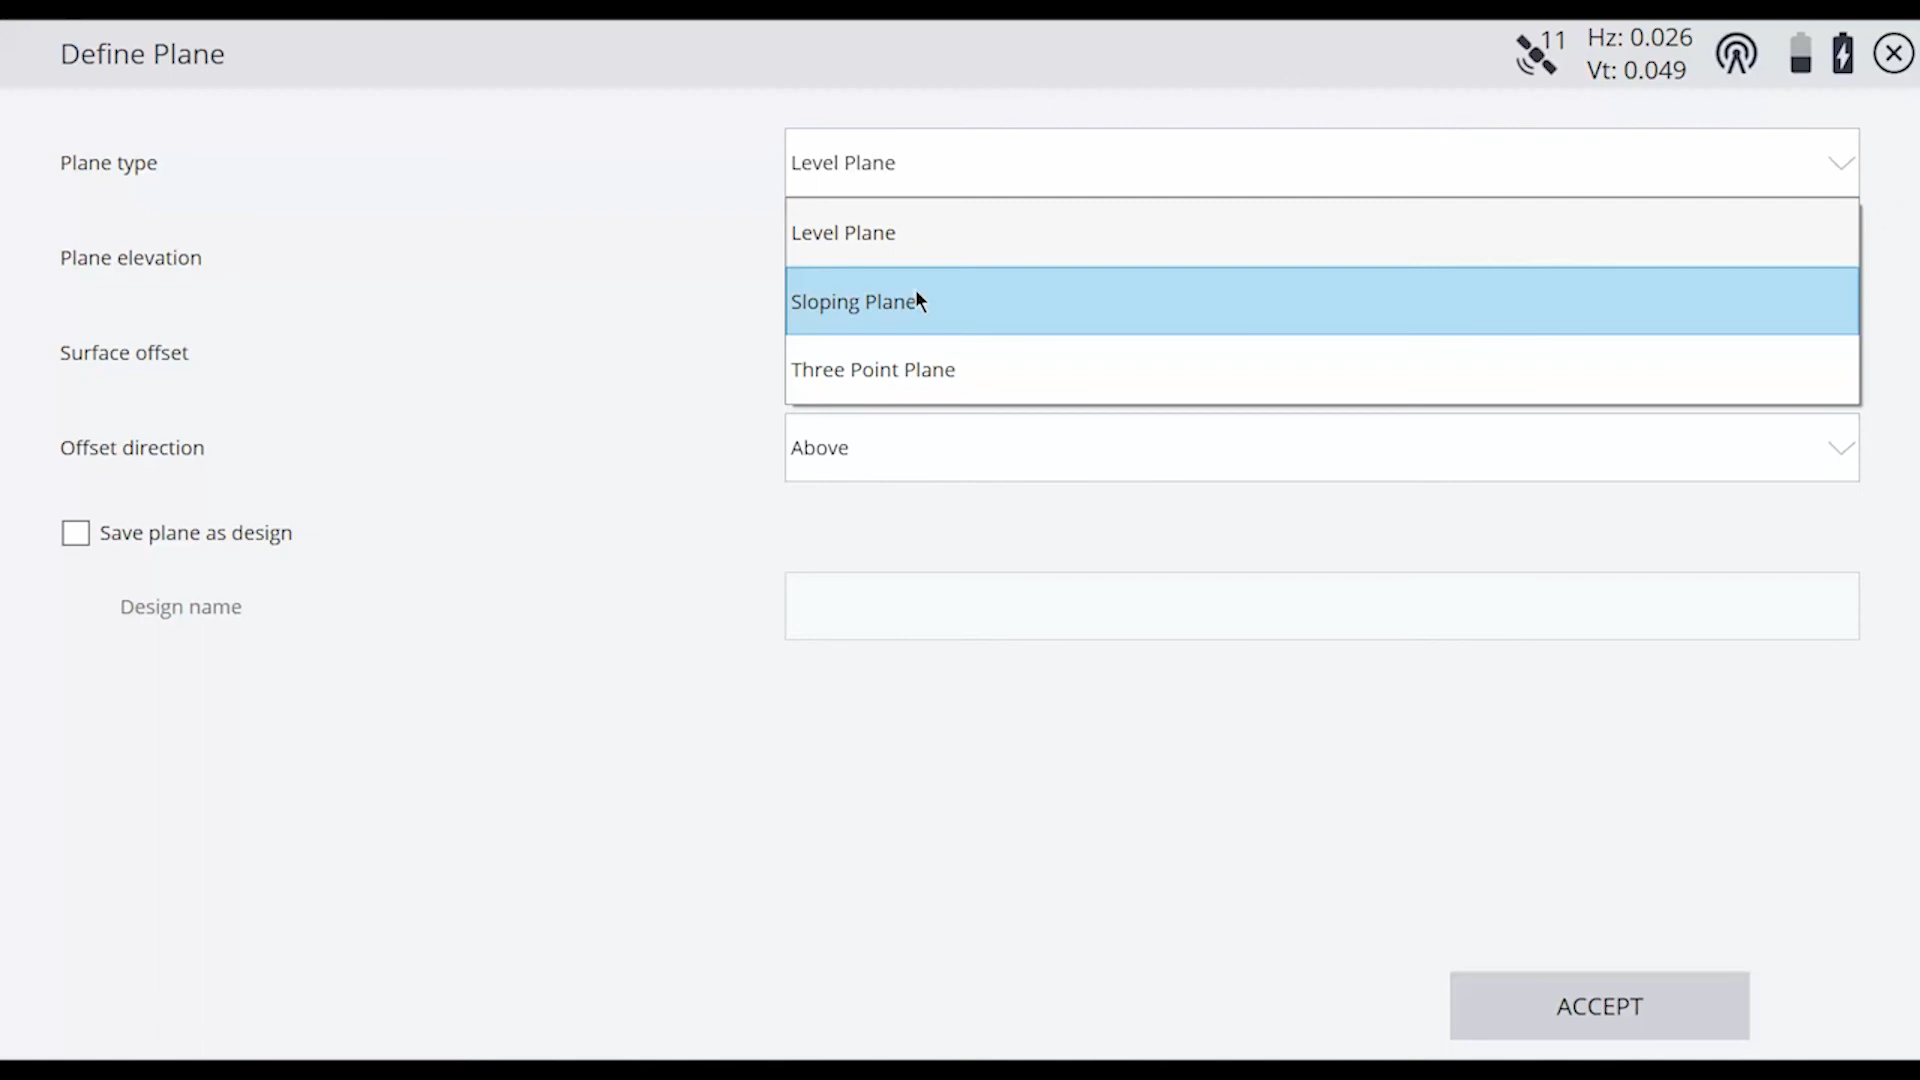 Define Plane
11
Hz: 0.026
Vt: 0.049
Plane type
Level Plane
Level Plane
Plane elevation
Sloping Plane
Surface offset
Three Point Plane
Offset direction
Above
Save plane as design
Design name
ACCEPT